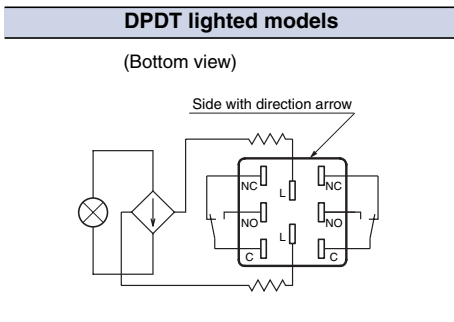 DPDT lighted models
(Bottom view)
Side with direction arrow
NC
L
NC
NO
NO
L
C
C